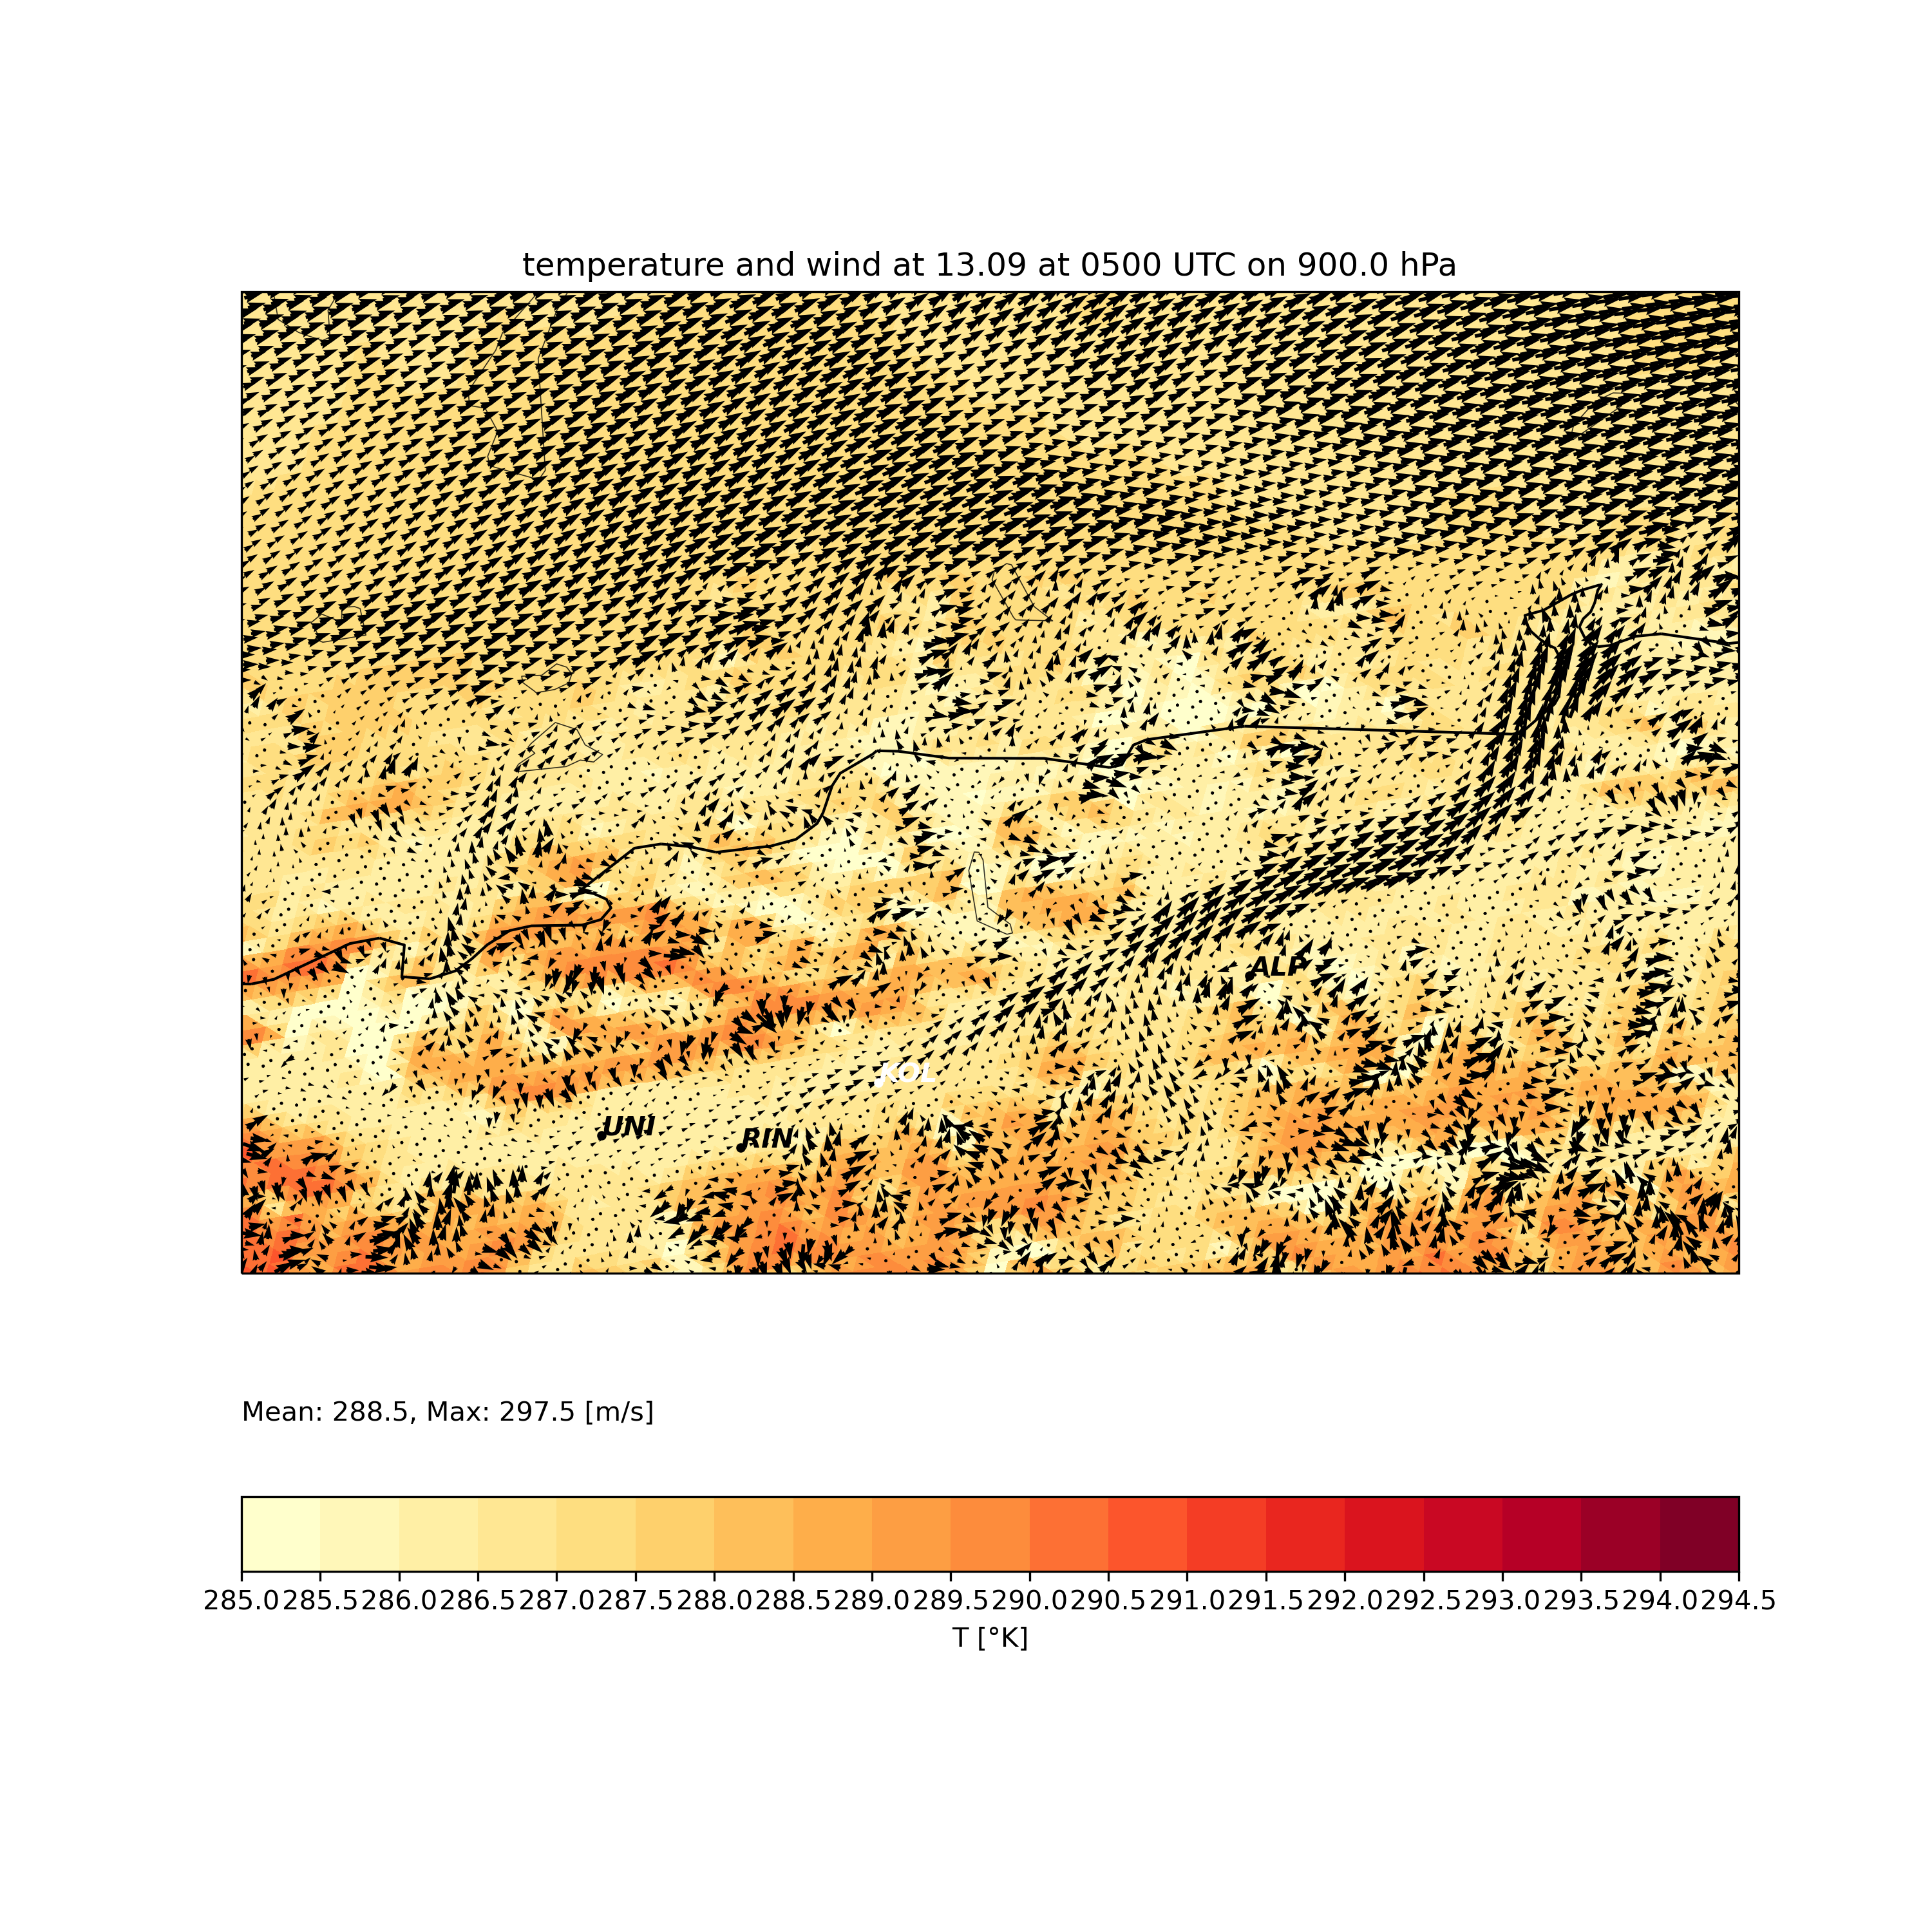 temperature and wind at 13.09 at 0500 UTC on 900.0 hPa
ALP
KOL
UNI
RIN
Mean: 288.5, Max: 297.5 [m/s]
285.0 285.5 286.0 286.5 287.0 287.5 288.0 288.5 289.0 289.5 290.0 290.5 291.0 291.5 292.0 292.5 293.0 293.5 294.0 294.5
T [°K]